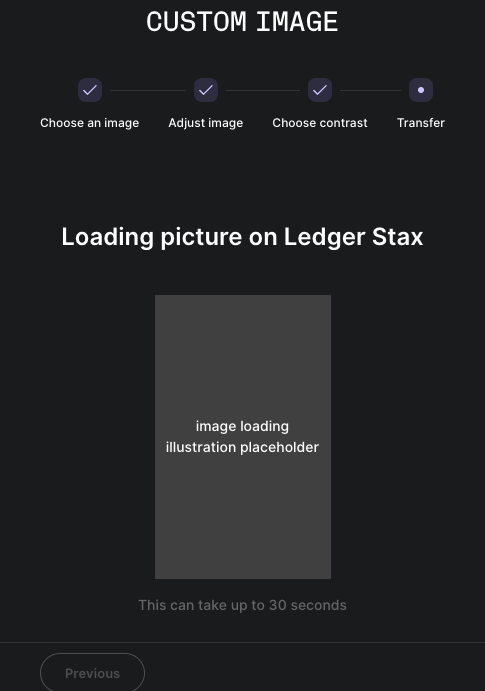 CUSTOM IMAGE
Choose an image Adjust image Choose contrast Transfer
Loading picture on Ledger Stax
image loading
illustration placeholder
This can take up to 30 seconds
Previous